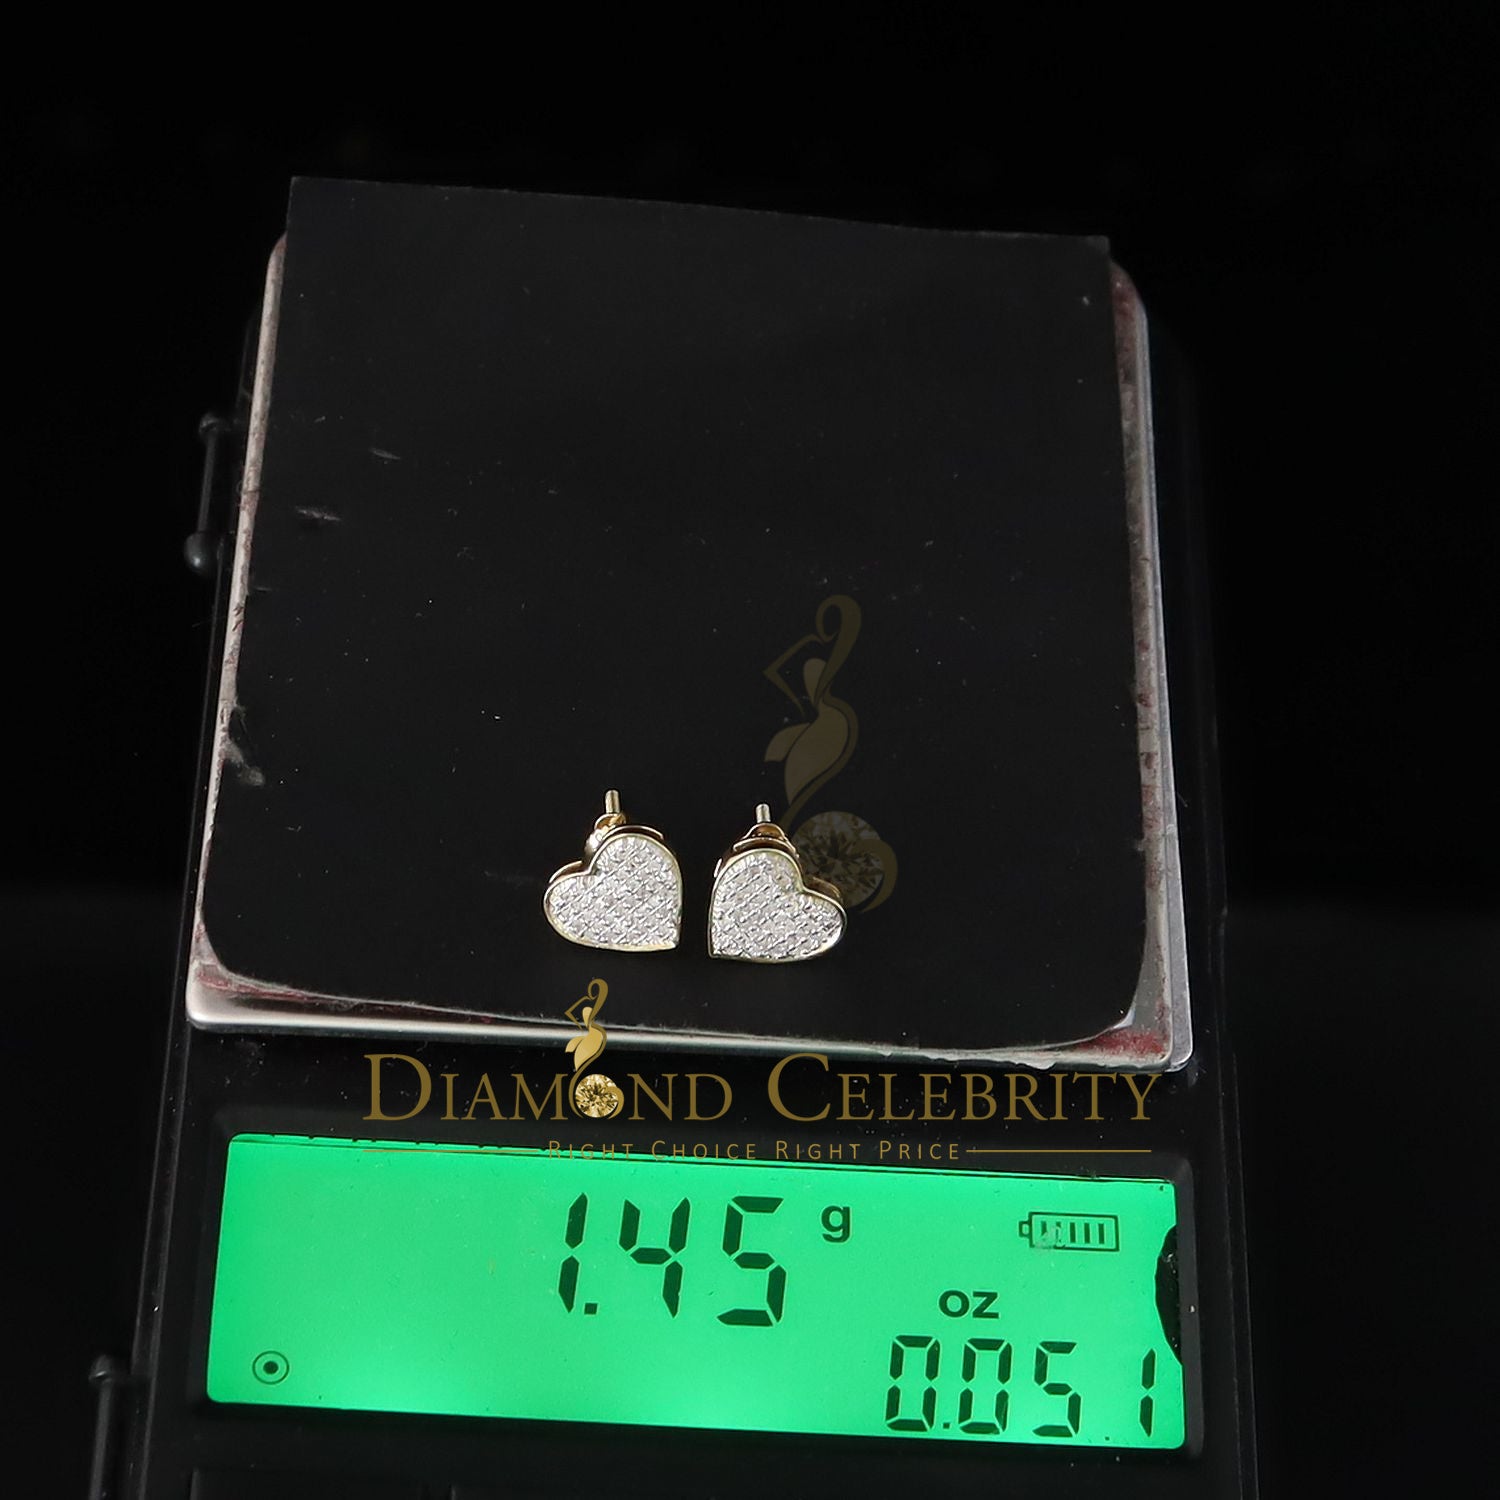 DIAMOND CELEBRITY
RIGHT CHOICE RIGHT PRICE
1.45 g
oz
0.051